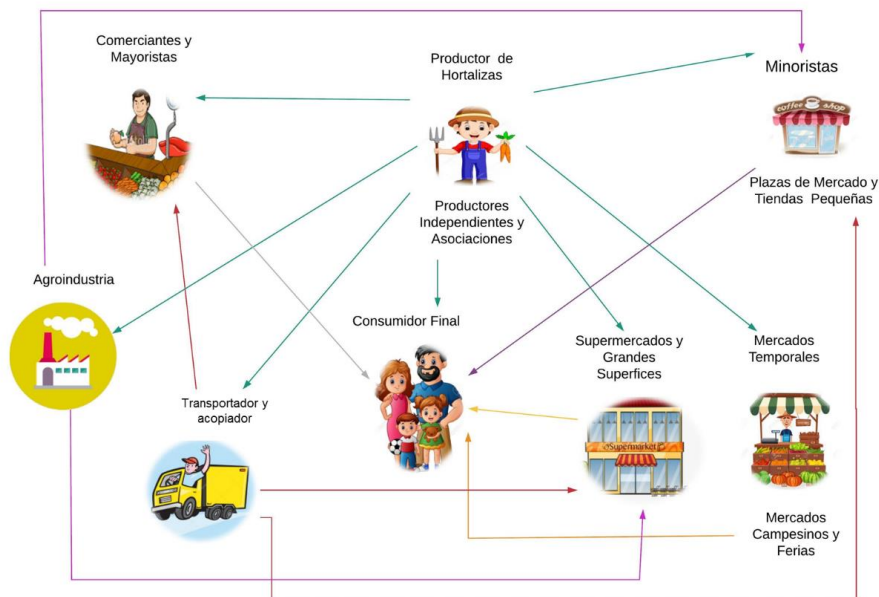 Comerciantes y
Mayoristas
Productor de
Hortalizas
Minoristas
coffee shop
Productores
Independientes y
Asociaciones
Plazas de Mercado y
Tiendas Pequeñas
Agroindustria
Consumidor Final
Supermercados y
Grandes
Superfices
Mercados
Temporales
Transportador y
acopiador
Supermarket
Mercados
Campesinos y
Ferias